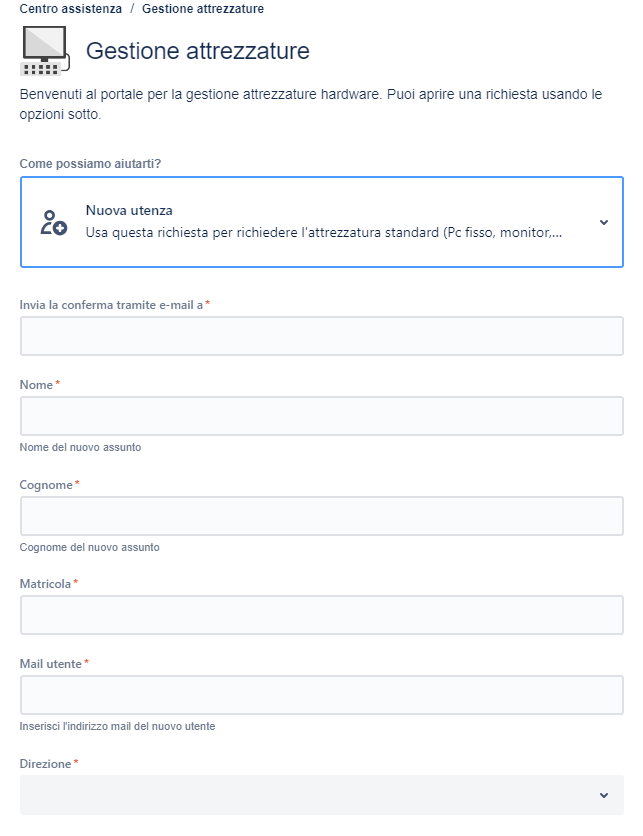 Centro assistenza / Gestione attrezzature
Gestione attrezzature
Benvenuti al portale per la gestione attrezzature hardware. Puoi aprire una richiesta usando le
opzioni sotto.
Come possiamo aiutarti?
Nuova utenza
Usa questa richiesta per richiedere l'attrezzatura standard (Pc fisso, monitor,...
Invia la conferma tramite e-mail a*
Nome*
Nome del nuovo assunto
Cognome*
Cognome del nuovo assunto
Matricola*
Mail utente*
Inserisci l'indirizzo mail del nuovo utente
Direzione*